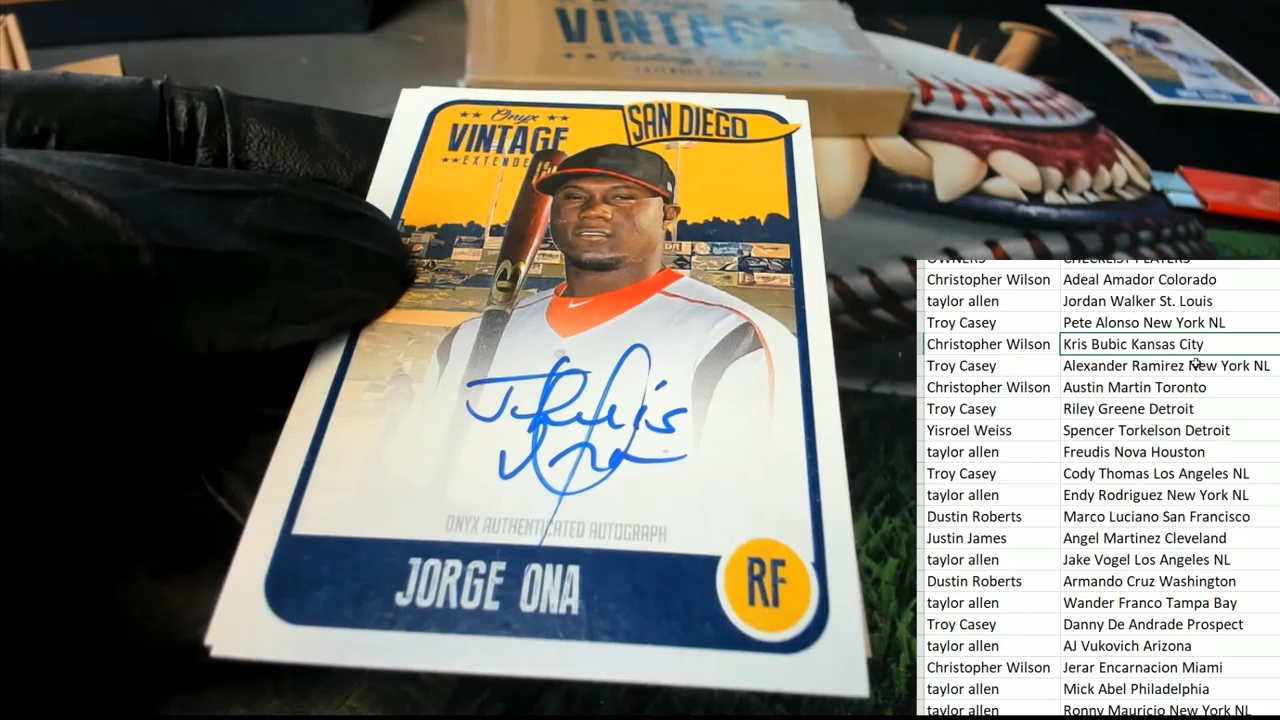 VINTAGE
Trading Cards
EXTENDED EDITION
Onyx
VINTAGE
EXTENDE
SAN DIEGO
ONYX AUTHENTICATED AUTOGRAPH
JORGE ONA
RF
OWNERS CHECKLIST PLAYERS
Christopher Wilson Adeal Amador Colorado
taylor allen Jordan Walker St. Louis
Troy Casey Pete Alonso New York NL
Christopher Wilson Kris Bubic Kansas City
Troy Casey Alexander Ramirez New York NL
Christopher Wilson Austin Martin Toronto
Troy Casey Riley Greene Detroit
Yisroel Weiss Spencer Torkelson Detroit
taylor allen Freudis Nova Houston
Troy Casey Cody Thomas Los Angeles NL
taylor allen Endy Rodriguez New York NL
Dustin Roberts Marco Luciano San Francisco
Justin James Angel Martinez Cleveland
taylor allen Jake Vogel Los Angeles NL
Dustin Roberts Armando Cruz Washington
taylor allen Wander Franco Tampa Bay
Troy Casey Danny De Andrade Prospect
taylor allen AJ Vukovich Arizona
Christopher Wilson Jerar Encarnacion Miami
taylor allen Mick Abel Philadelphia
taylor allen Ronny Mauricio New York NL